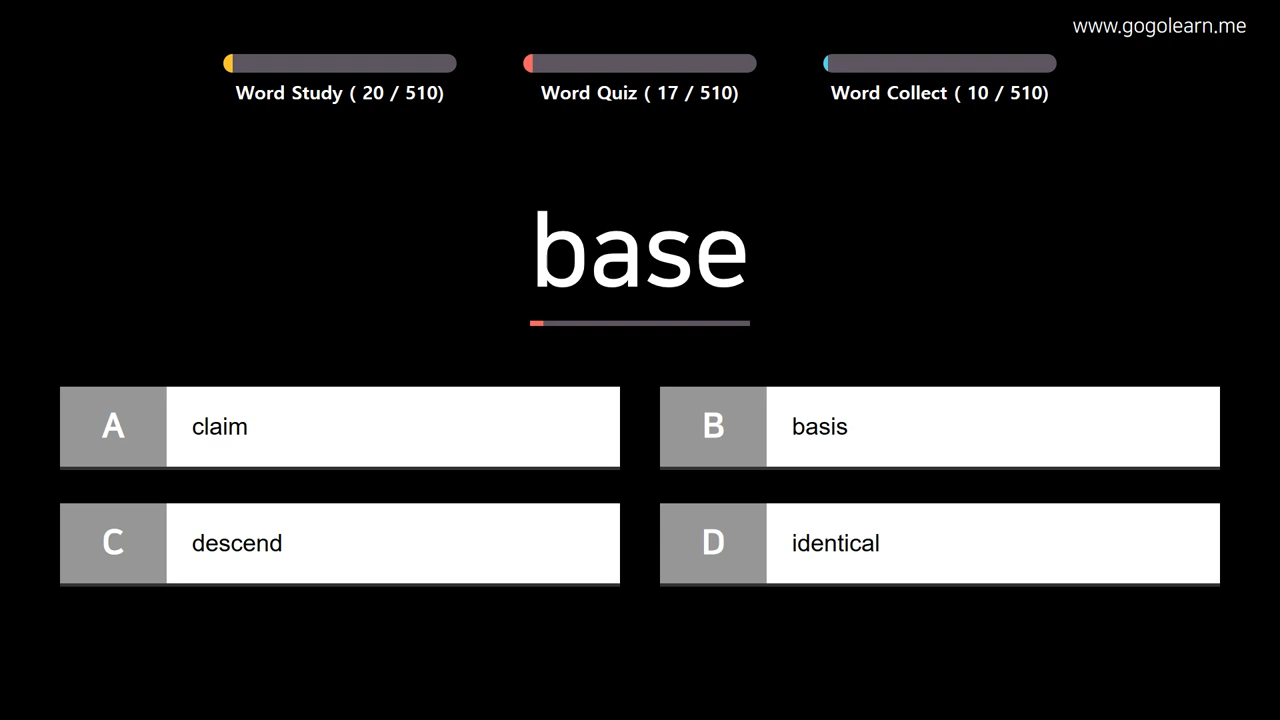 www.gogolearn.me
Word Study ( 20 / 510)
Word Quiz ( 17 / 510)
Word Collect ( 10 / 510)
base
A claim
B basis
C descend
D identical